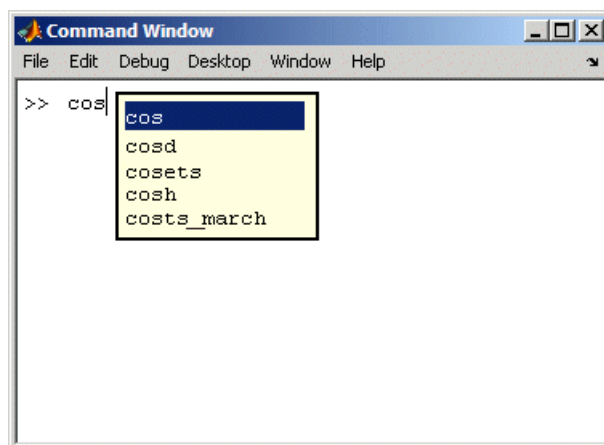 Command Window
File Edit Debug Desktop Window Help
>> cos
cos
cosd
cosets
cosh
costs_march